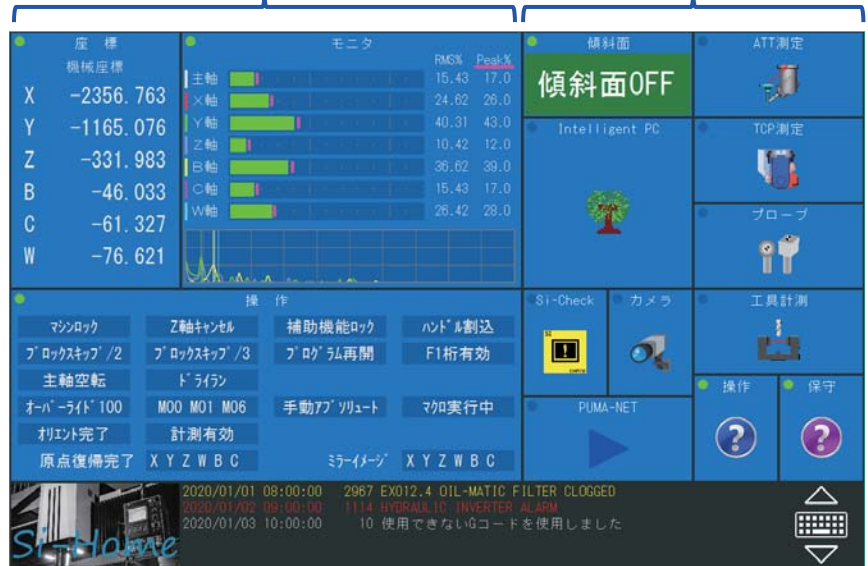 座 標
機械座標
X -2356.763
Y -1165.076
Z -331.983
B -46.033
C -61.327
W -76.621
モニタ
RMS% Peak%
主軸 15.43 17.0
X軸 24.62 26.0
Y軸 40.31 43.0
Z軸 10.42 12.0
B軸 36.62 39.0
C軸 15.43 17.0
W軸 26.42 28.0
傾斜面
傾斜面OFF
ATT測定
Intelligent PC
TCP測定
プローブ
操 作
マシンロック Z軸キャンセル 補助機能ロック ハンドル割込
ブロックスキップ/2 ブロックスキップ/3 プログラム再開 F1桁有効
主軸空転 ドライラン
オーバーライド100 M00 M01 M06 手動アブソリュート マクロ実行中
オリエント完了 計測有効
原点復帰完了 X Y Z W B C ミラーイメージ X Y Z W B C
Si-Check
カメラ
工具計測
PUMA-NET
操作
保守
Si-Home
2020/01/01 08:00:00 2967 EX012.4 OIL-MATIC FILTER CLOGGED
2020/01/02 09:00:00 1114 HYDRAULIC INVERTER ALARM
2020/01/03 10:00:00 10 使用できないGコードを使用しました